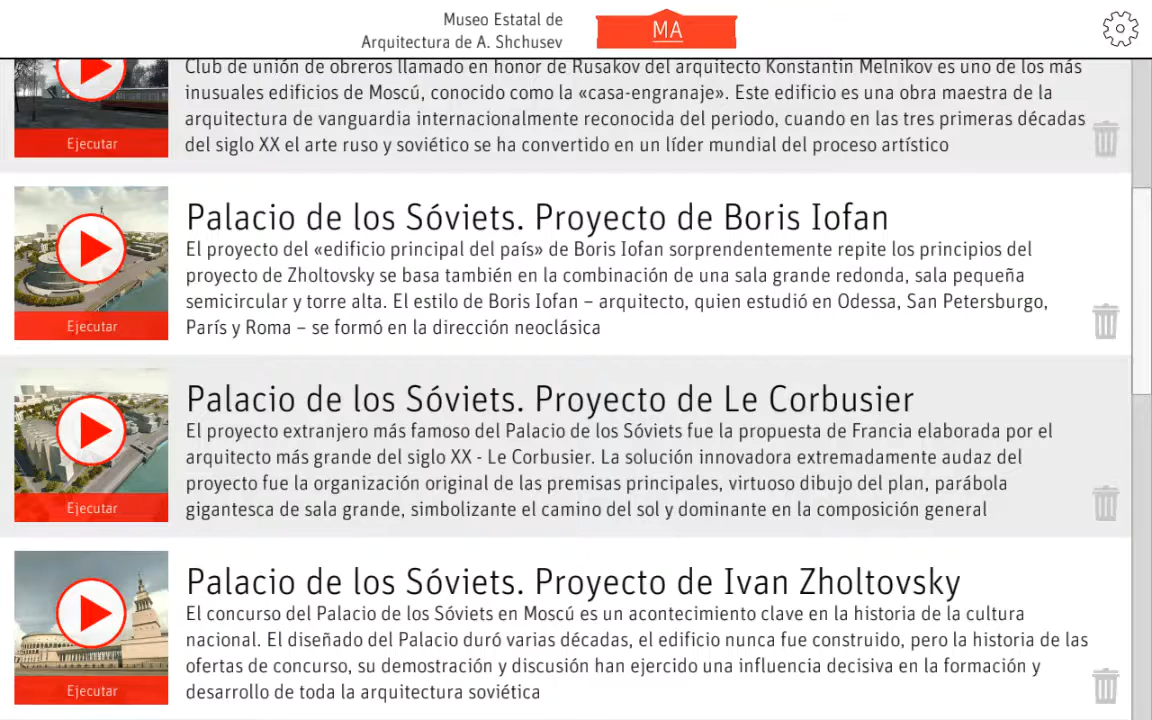 Museo Estatal de
Arquitectura de A. Shchusev
MA
Club de unión de obreros llamado en honor de Rusakov del arquitecto Konstantin Melnikov es uno de los más
inusuales edificios de Moscú, conocido como la «casa-engranaje». Este edificio es una obra maestra de la
arquitectura de vanguardia internacionalmente reconocida del periodo, cuando en las tres primeras décadas
del siglo XX el arte ruso y soviético se ha convertido en un líder mundial del proceso artístico
Ejecutar
Palacio de los Sóviets. Proyecto de Boris Iofan
El proyecto del «edificio principal del país» de Boris Iofan sorprendentemente repite los principios del
proyecto de Zholtovsky se basa también en la combinación de una sala grande redonda, sala pequeña
semicircular y torre alta. El estilo de Boris Iofan – arquitecto, quien estudió en Odessa, San Petersburgo,
París y Roma – se formó en la dirección neoclásica
Ejecutar
Palacio de los Sóviets. Proyecto de Le Corbusier
El proyecto extranjero más famoso del Palacio de los Sóviets fue la propuesta de Francia elaborada por el
arquitecto más grande del siglo XX - Le Corbusier. La solución innovadora extremadamente audaz del
proyecto fue la organización original de las premisas principales, virtuoso dibujo del plan, parábola
gigantesca de sala grande, simbolizante el camino del sol y dominante en la composición general
Ejecutar
Palacio de los Sóviets. Proyecto de Ivan Zholtovsky
El concurso del Palacio de los Sóviets en Moscú es un acontecimiento clave en la historia de la cultura
nacional. El diseñado del Palacio duró varias décadas, el edificio nunca fue construido, pero la historia de las
ofertas de concurso, su demostración y discusión han ejercido una influencia decisiva en la formación y
desarrollo de toda la arquitectura soviética
Ejecutar